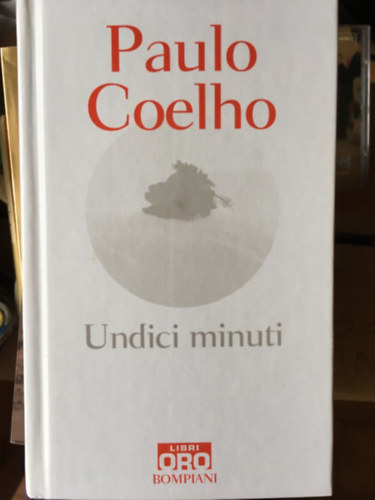 Paulo
Coelho
Undici minuti
LIBRI
ORO
BOMPIANI